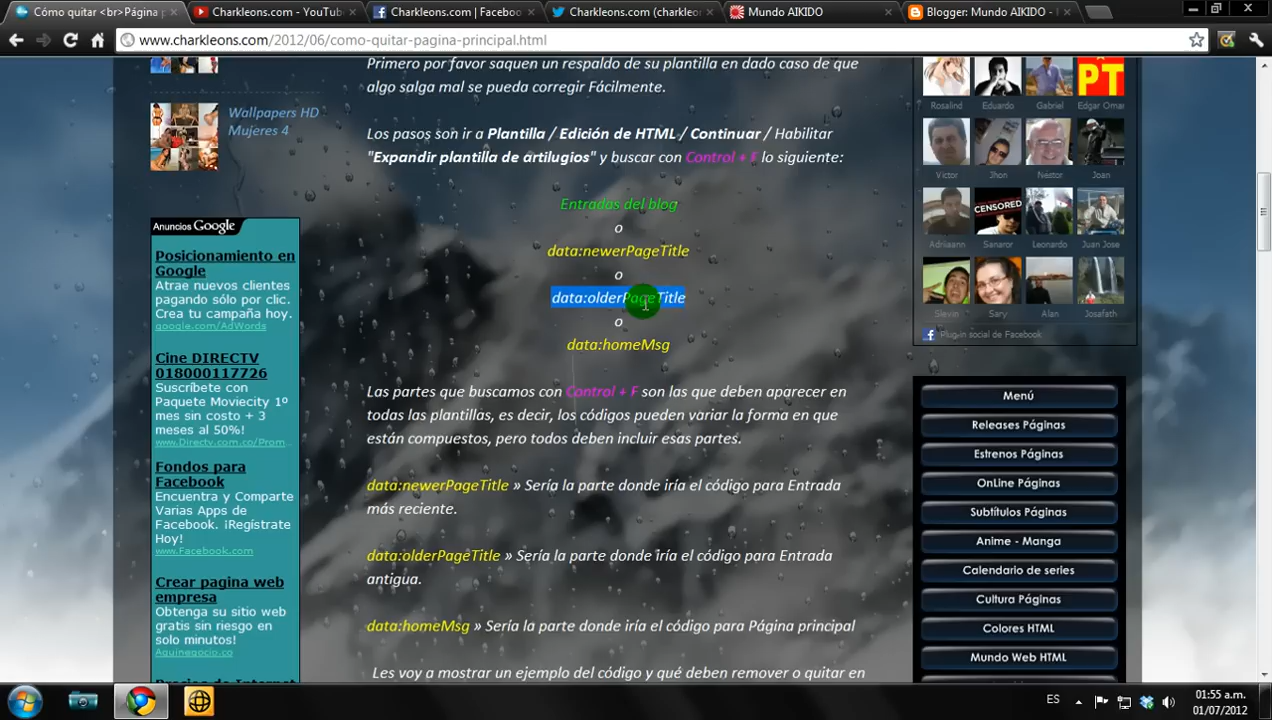 Cómo quitar <br>Página p
Charkleons.com - YouTub
Charkleons.com | Faceboo
Charkleons.com (charkleo
Mundo AIKIDO
Blogger: Mundo AIKIDO -
www.charkleons.com/2012/06/como-quitar-pagina-principal.html
Wallpapers HD
Mujeres 4
Anuncios Google
Posicionamiento en
Google
Atrae nuevos clientes
pagando sólo por clic.
Crea tu campaña hoy.
google.com/AdWords
Cine DIRECTV
018000117726
Suscríbete con
Paquete Moviecity 1º
mes sin costo + 3
meses al 50%!
www.Directv.com.co/Prom...
Fondos para
Facebook
Encuentra y Comparte
Varias Apps de
Facebook. ¡Regístrate
Hoy!
www.Facebook.com
Crear pagina web
empresa
Obtenga su sitio web
gratis sin riesgo en
solo minutos!
Aquinegocio.co
Precios de Internet
Primero por favor saquen un respaldo de su plantilla en dado caso de que
algo salga mal se pueda corregir Fácilmente.
Los pasos son ir a Plantilla / Edición de HTML / Continuar / Habilitar
"Expandir plantilla de artilugios" y buscar con Control + F lo siguiente:
Entradas del blog
o
data:newerPageTitle
o
data:olderPageTitle
o
data:homeMsg
Las partes que buscamos con Control + F son las que deben aparecer en
todas las plantillas, es decir, los códigos pueden variar la forma en que
están compuestos, pero todos deben incluir esas partes.
data:newerPageTitle » Sería la parte donde iría el código para Entrada
más reciente.
data:olderPageTitle » Sería la parte donde iría el código para Entrada
antigua.
data:homeMsg » Sería la parte donde iría el código para Página principal
Les voy a mostrar un ejemplo del código y qué deben remover o quitar en
PT
Rosalind
Eduardo
Gabriel
Edgar Omar
Victor
Jhon
Néstor
Joan
CENSORED
Adriiann
Sanaror
Leonardo
Juan Jose
Slevin
Sary
Alan
Josafath
Plug-in social de Facebook
Menú
Releases Páginas
Estrenos Páginas
OnLine Páginas
Subtítulos Páginas
Anime - Manga
Calendario de series
Cultura Páginas
Colores HTML
Mundo Web HTML
ES
01:55 a.m.
01/07/2012